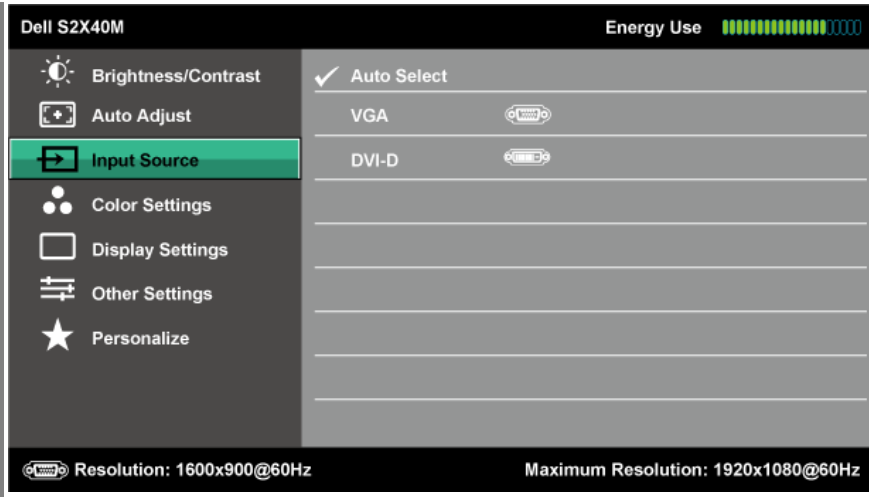 Dell S2X40M Energy Use
Brightness/Contrast Auto Select
Auto Adjust VGA
Input Source DVI-D
Color Settings
Display Settings
Other Settings
Personalize
Resolution: 1600x900@60Hz Maximum Resolution: 1920x1080@60Hz